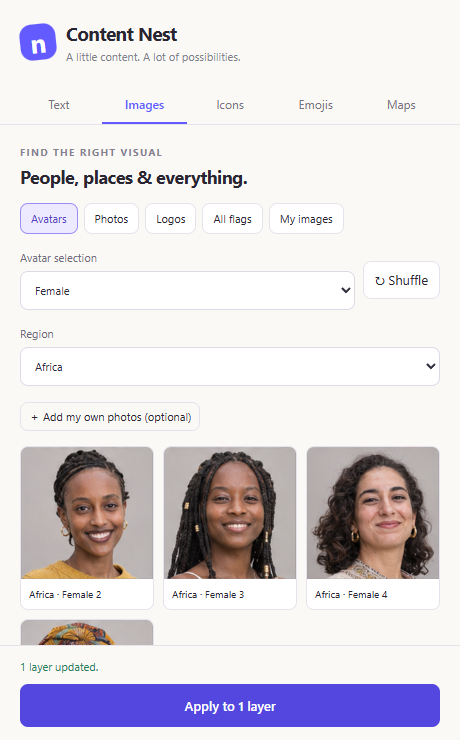 n
Content Nest
A little content. A lot of possibilities.
Text Images Icons Emojis Maps
FIND THE RIGHT VISUAL
People, places & everything.
Avatars Photos Logos All flags My images
Avatar selection
Female
↻ Shuffle
Region
Africa
+ Add my own photos (optional)
Africa · Female 2
Africa · Female 3
Africa · Female 4
1 layer updated.
Apply to 1 layer